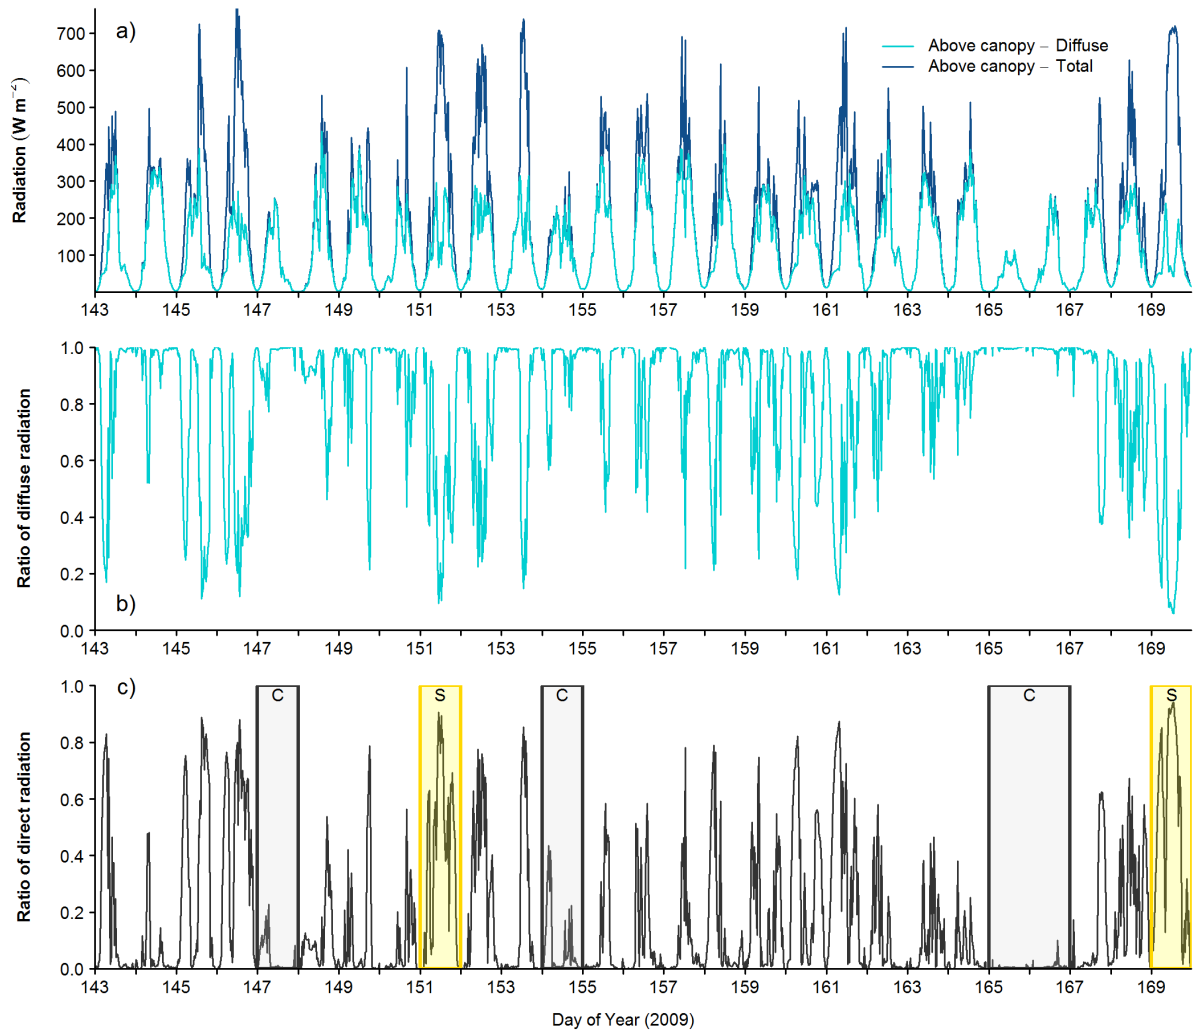 a)
Above canopy – Diffuse
Above canopy – Total
Radiation (W m⁻²)
700
600
500
400
300
200
100
143 145 147 149 151 153 155 157 159 161 163 165 167 169
Ratio of diffuse radiation
1.0
0.8
0.6
0.4
0.2
0.0
b)
143 145 147 149 151 153 155 157 159 161 163 165 167 169
c)
C S C C S
Ratio of direct radiation
1.0
0.8
0.6
0.4
0.2
0.0
143 145 147 149 151 153 155 157 159 161 163 165 167 169
Day of Year (2009)